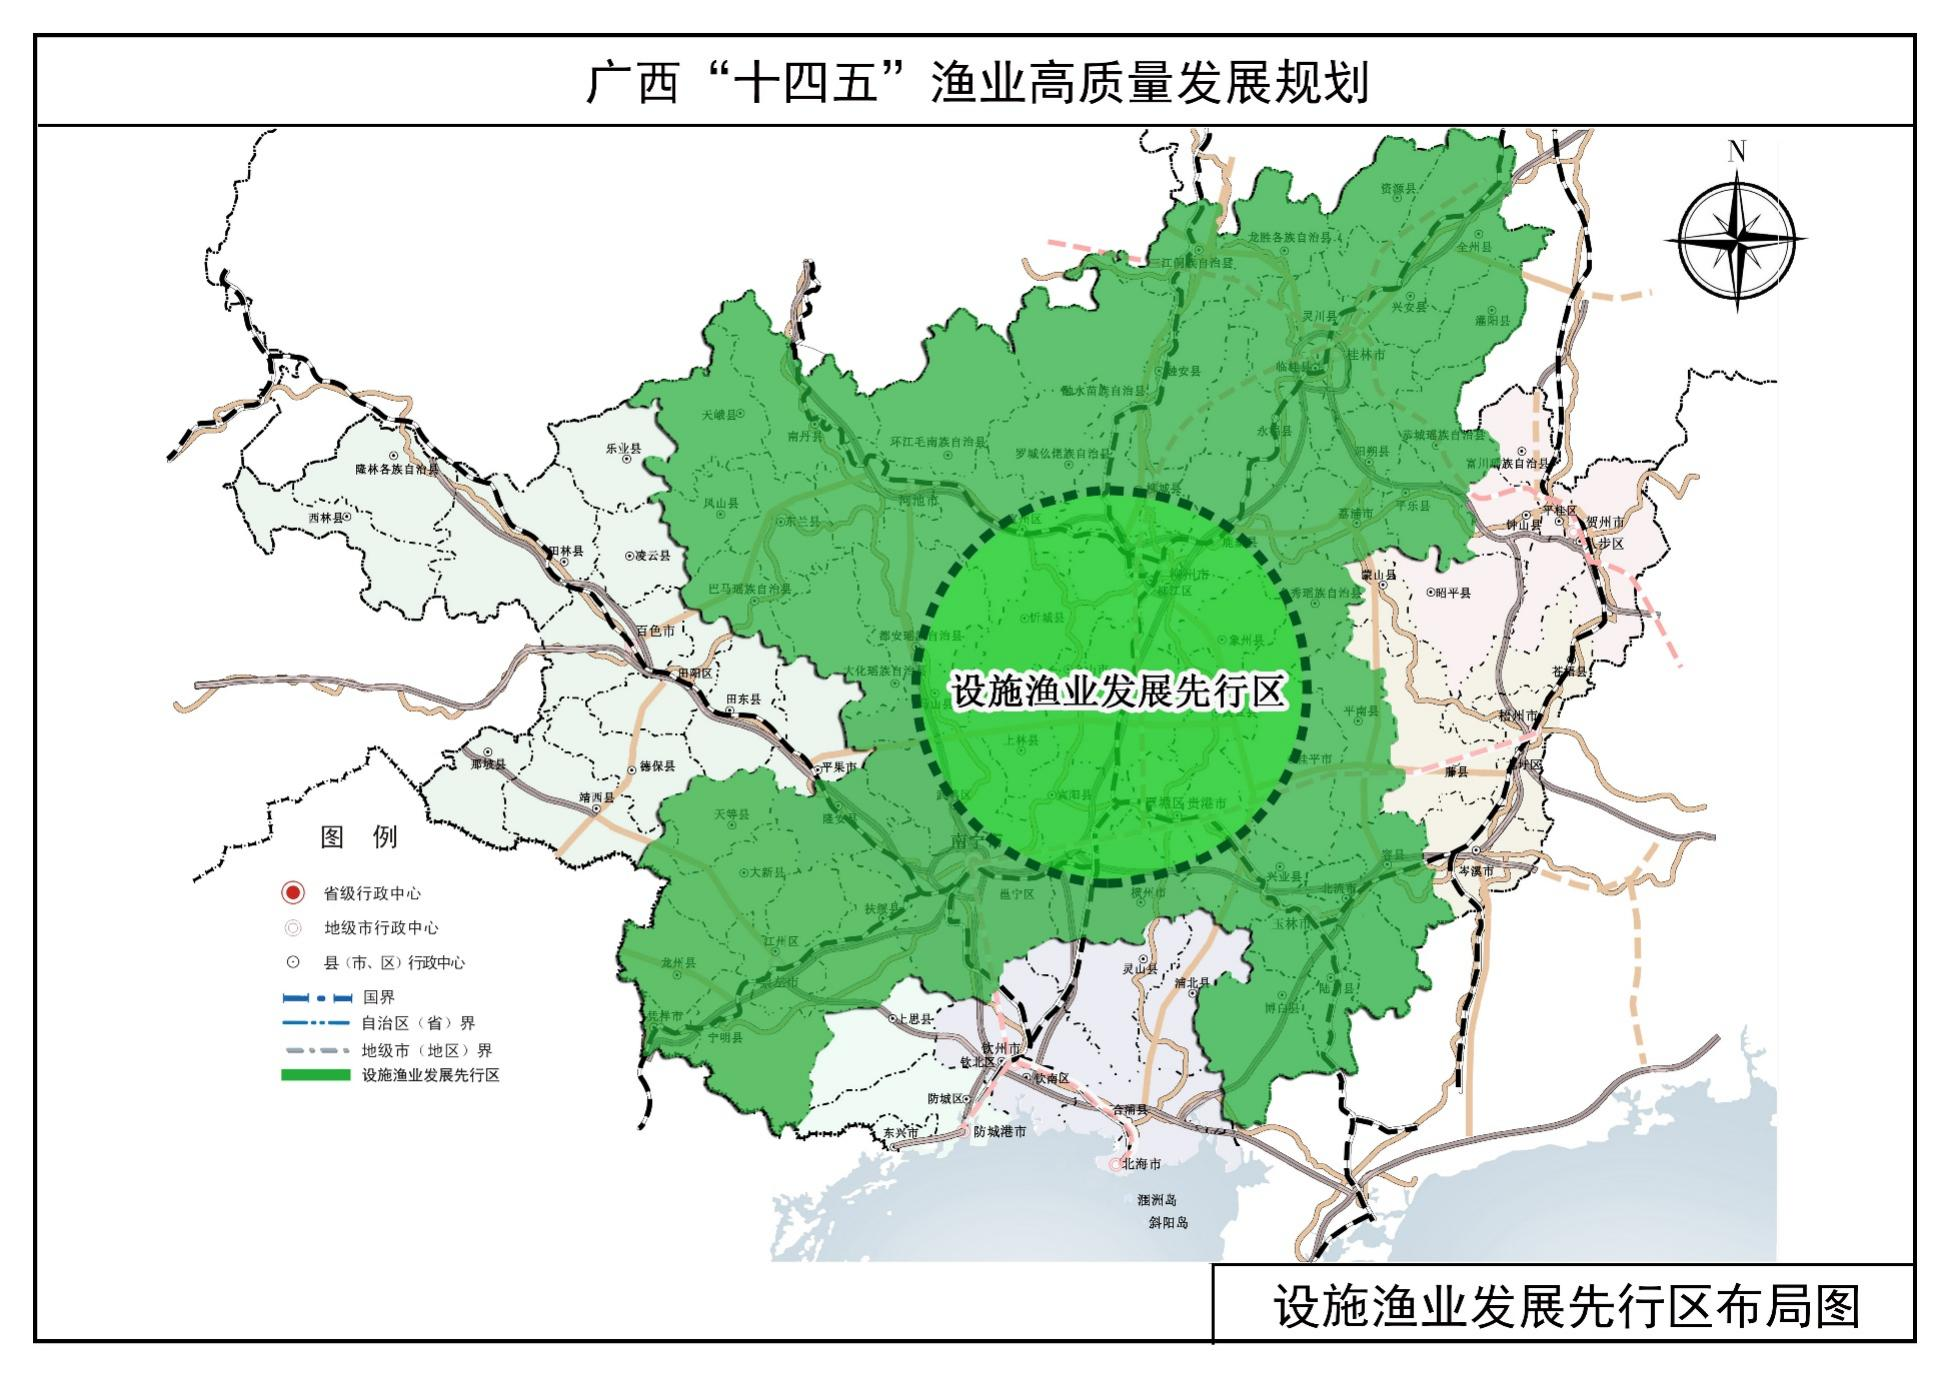 广西“十四五”渔业高质量发展规划
N
资源县
龙胜各族自治县
全州县
三江侗族自治县
兴安县
灵川县
灌阳县
桂林市
临桂县
融安县
融水苗族自治县
天峨县
南丹县
环江毛南族自治县
罗城仫佬族自治县
永福县
阳朔县
恭城瑶族自治县
富川瑶族自治县
乐业县
隆林各族自治县
西林县
凤山县
东兰县
河池市
柳城县
荔浦市
平乐县
钟山县
平桂区
贺州市
八步区
田林县
凌云县
巴马瑶族自治县
柳州市
柳江区
蒙山县
昭平县
忻城县
象州县
百色市
都安瑶族自治县
大化瑶族自治县
田阳区
田东县
设施渔业发展先行区
苍梧县
梧州市
平南县
上林县
桂平市
藤县
那坡县
德保县
平果市
靖西县
天等县
隆安县
宾阳县
覃塘区
贵港市
南宁
容县
岑溪市
大新县
扶绥县
邕宁区
横州市
兴业县
北流市
玉林市
江州区
龙州县
崇左市
灵山县
浦北县
博白县
凭祥市
宁明县
上思县
钦州市
钦北区
钦南区
防城区
合浦县
东兴市
防城港市
北海市
涠洲岛
斜阳岛
图 例
省级行政中心
地级市行政中心
县（市、区）行政中心
国界
自治区（省）界
地级市（地区）界
设施渔业发展先行区
设施渔业发展先行区布局图